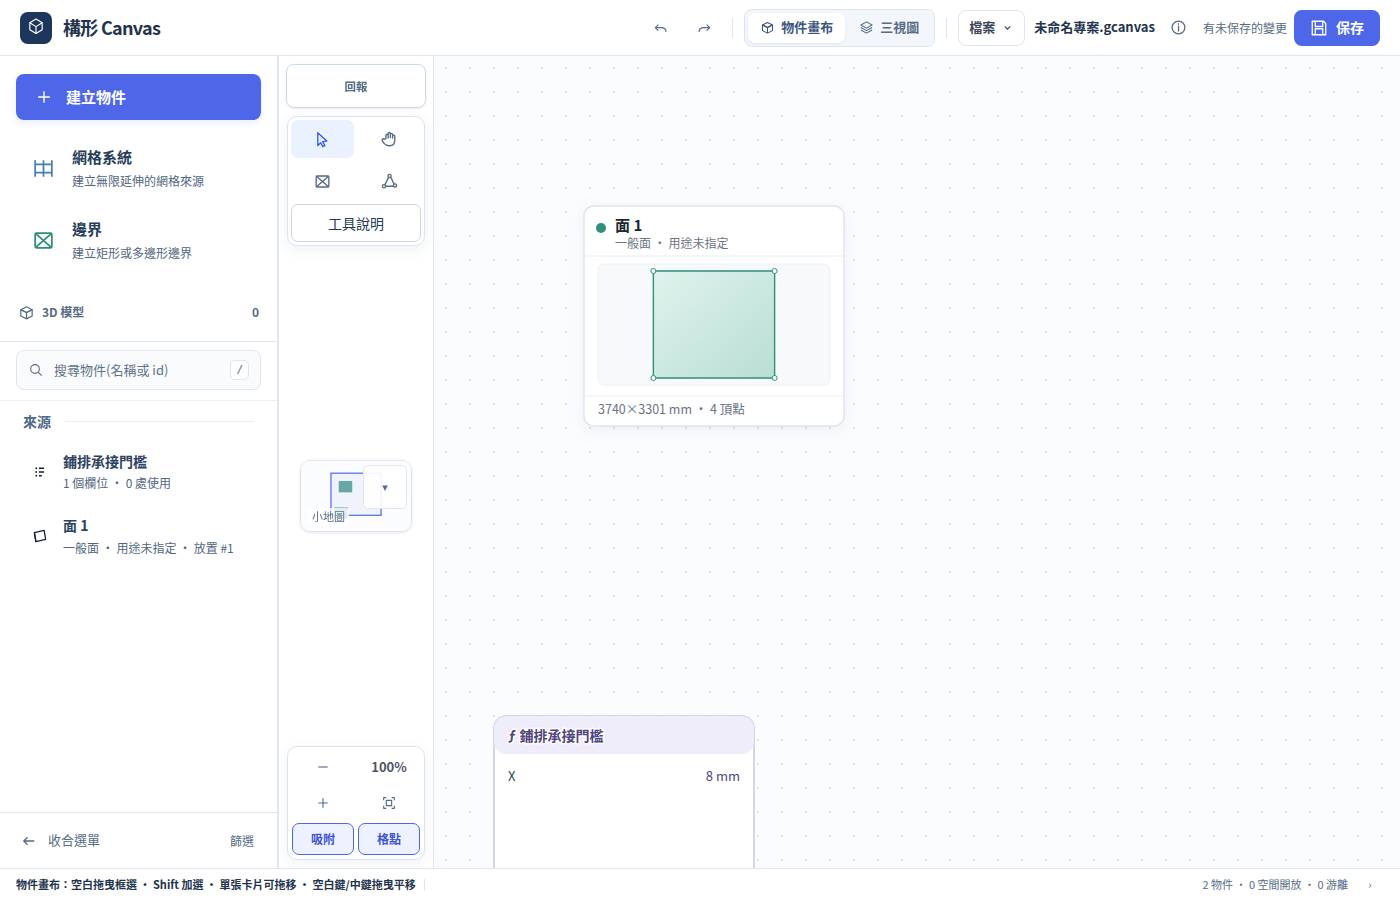 構形 Canvas
物件畫布
三視圖
檔案
未命名專案.gcanvas
有未保存的變更
保存
建立物件
網格系統
建立無限延伸的網格來源
邊界
建立矩形或多邊形邊界
3D 模型
0
搜尋物件(名稱或 id)
/
來源
鋪排承接門檻
1 個欄位 · 0 處使用
面 1
一般面 · 用途未指定 · 放置 #1
收合選單
篩選
回報
工具說明
小地圖
100%
吸附
格點
面 1
一般面 · 用途未指定
3740×3301 mm · 4 頂點
ƒ 鋪排承接門檻
X
8 mm
物件畫布：空白拖曳框選 · Shift 加選 · 單張卡片可拖移 · 空白鍵/中鍵拖曳平移
2 物件 · 0 空間開放 · 0 游離